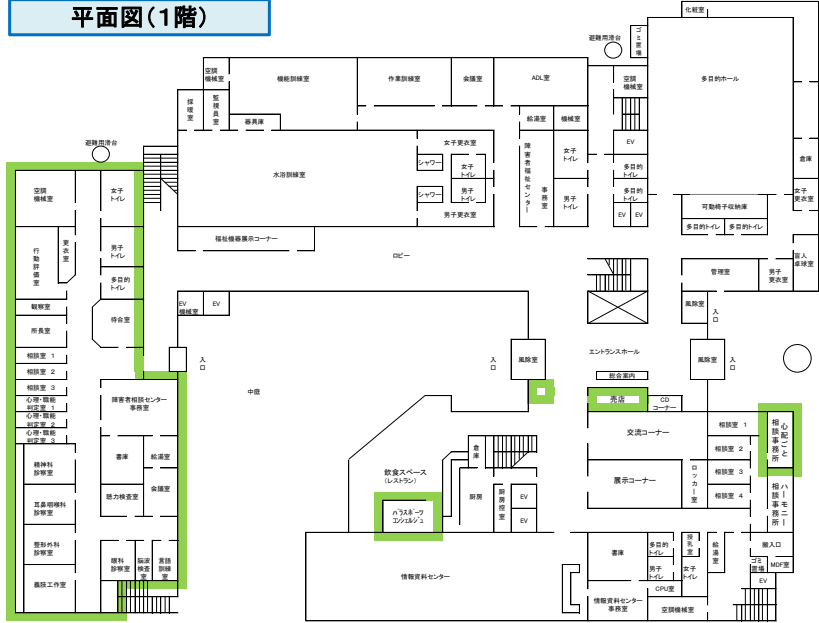 平面図（１階）
化粧室
ゴミ置場
避難用滑台
空調
機械室
機能訓練室
作業訓練室
会議室
ADL室
空調
機械室
多目的ホール
採暖室
監視員室
器具庫
給湯室
機械室
EV
避難用滑台
女子更衣室
シャワー
女子
トイレ
水浴訓練室
障害者福祉センター
事務室
女子
トイレ
多目的
トイレ
倉庫
空調
機械室
女子
トイレ
シャワー
男子
トイレ
男子更衣室
男子
トイレ
多目的
トイレ
EV
EV
可動椅子収納庫
多目的トイレ
多目的トイレ
女子
更衣室
行動評価室
更衣室
男子
トイレ
福祉機器展示コーナー
ロビー
盲人
卓球室
多目的
トイレ
管理室
男子
更衣室
観察室
待合室
EV
機械室
EV
風除室
入口
所長室
エントランスホール
相談室 1
入口
中庭
入口
風除室
風除室
入口
相談室 2
総合案内
相談室 3
障害者相談センター
事務室
売店
CD
コーナー
心理・職能
判定室 1
心理・職能
判定室 2
心理・職能
判定室 3
交流コーナー
相談室 1
心配ごと
相談事務所
書庫
給湯室
倉庫
相談室 2
精神科
診察室
飲食スペース
（レストラン）
展示コーナー
ロッカー室
相談室 3
聴力検査室
会議室
厨房
厨房控室
EV
相談室 4
ハーモニー
相談事務所
耳鼻咽喉科
診察室
パラスポーツ
コンシェルジュ
EV
整形外科
診察室
眼科
診察室
脳波
検査室
言語
訓練室
書庫
多目的
トイレ
授乳室
給湯室
搬入口
ゴミ
置場
MDF室
義肢工作室
情報資料センター
男子
トイレ
女子
トイレ
EV
CPU室
情報資料センター
事務室
空調機械室